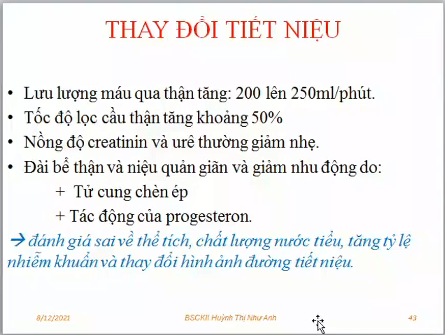 THAY ĐỔI TIẾT NIỆU
• Lưu lượng máu qua thận tăng: 200 lên 250ml/phút.
• Tốc độ lọc cầu thận tăng khoảng 50%
• Nồng độ creatinin và urê thường giảm nhẹ.
• Đài bể thận và niệu quản giãn và giảm nhu động do:
+ Tử cung chèn ép
+ Tác động của progesteron.
→ đánh giá sai về thể tích, chất lượng nước tiểu, tăng tỷ lệ
nhiễm khuẩn và thay đổi hình ảnh đường tiết niệu.
8/12/2021
BSCKII Huỳnh Thị Như Anh
43